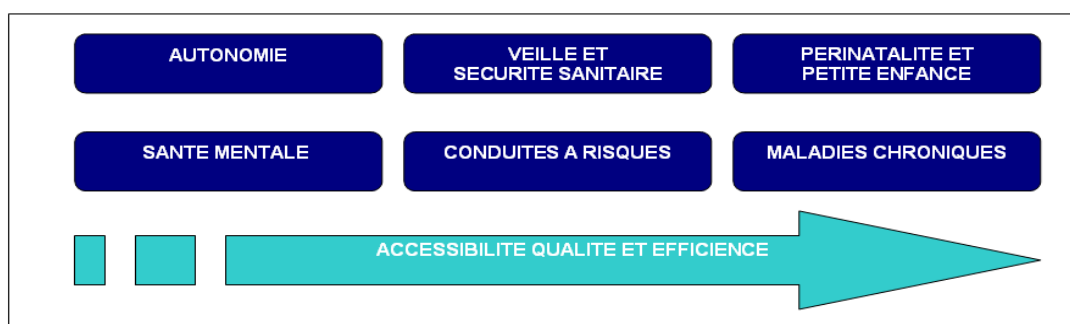 AUTONOMIE
VEILLE ET
SECURITE SANITAIRE
PERINATALITE ET
PETITE ENFANCE
SANTE MENTALE
CONDUITES A RISQUES
MALADIES CHRONIQUES
ACCESSIBILITE QUALITE ET EFFICIENCE